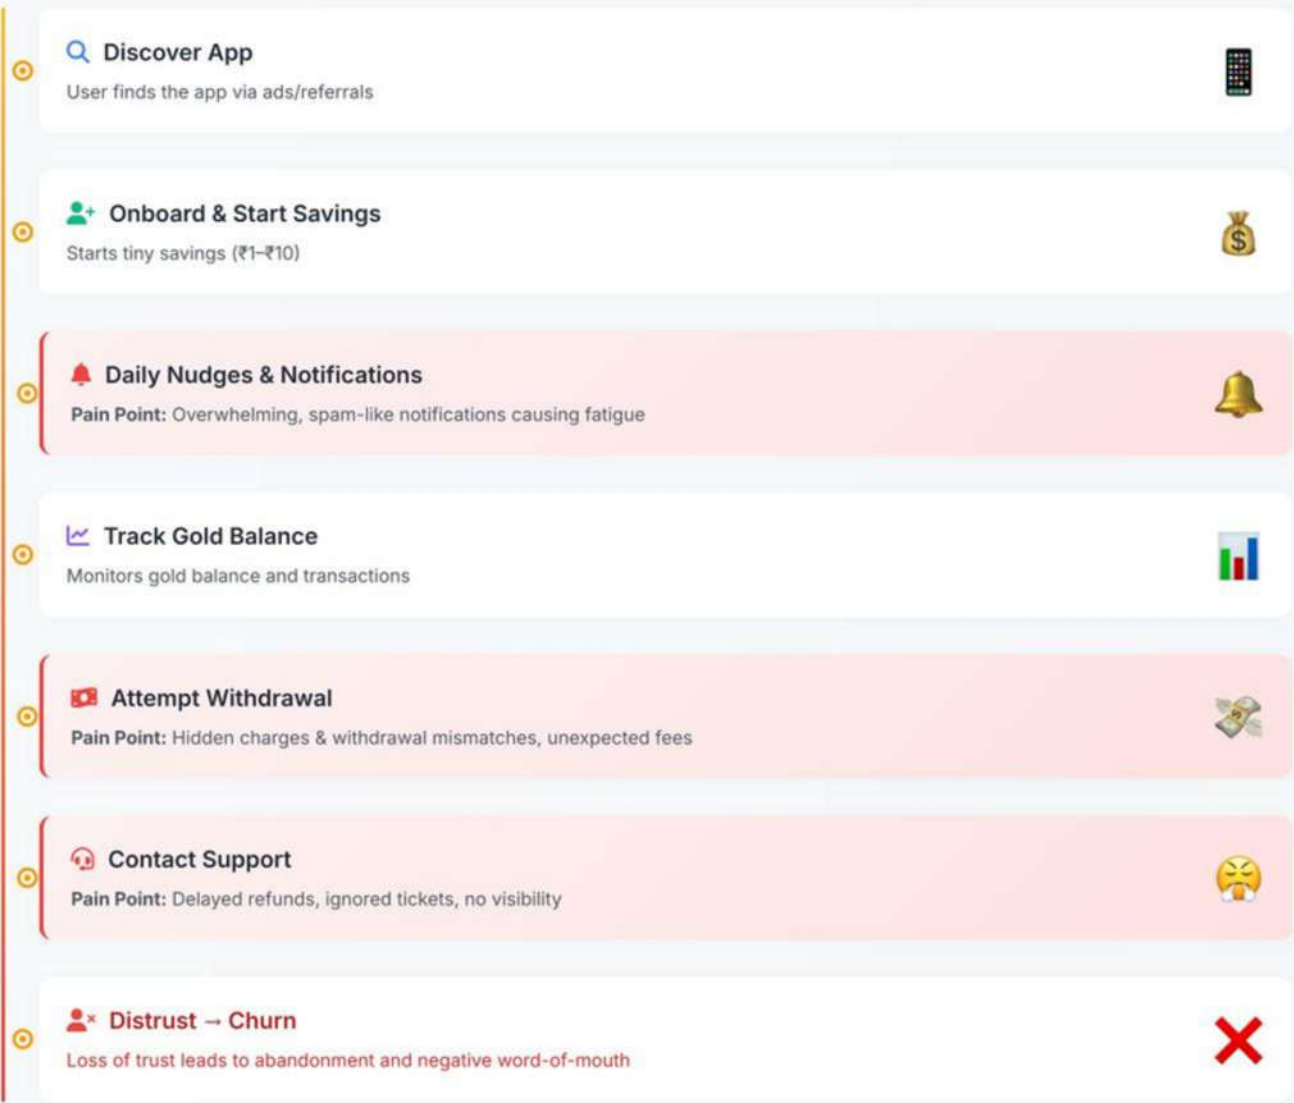 Discover App
User finds the app via ads/referrals
Onboard & Start Savings
Starts tiny savings (₹1–₹10)
Daily Nudges & Notifications
Pain Point: Overwhelming, spam-like notifications causing fatigue
Track Gold Balance
Monitors gold balance and transactions
Attempt Withdrawal
Pain Point: Hidden charges & withdrawal mismatches, unexpected fees
Contact Support
Pain Point: Delayed refunds, ignored tickets, no visibility
Distrust → Churn
Loss of trust leads to abandonment and negative word-of-mouth